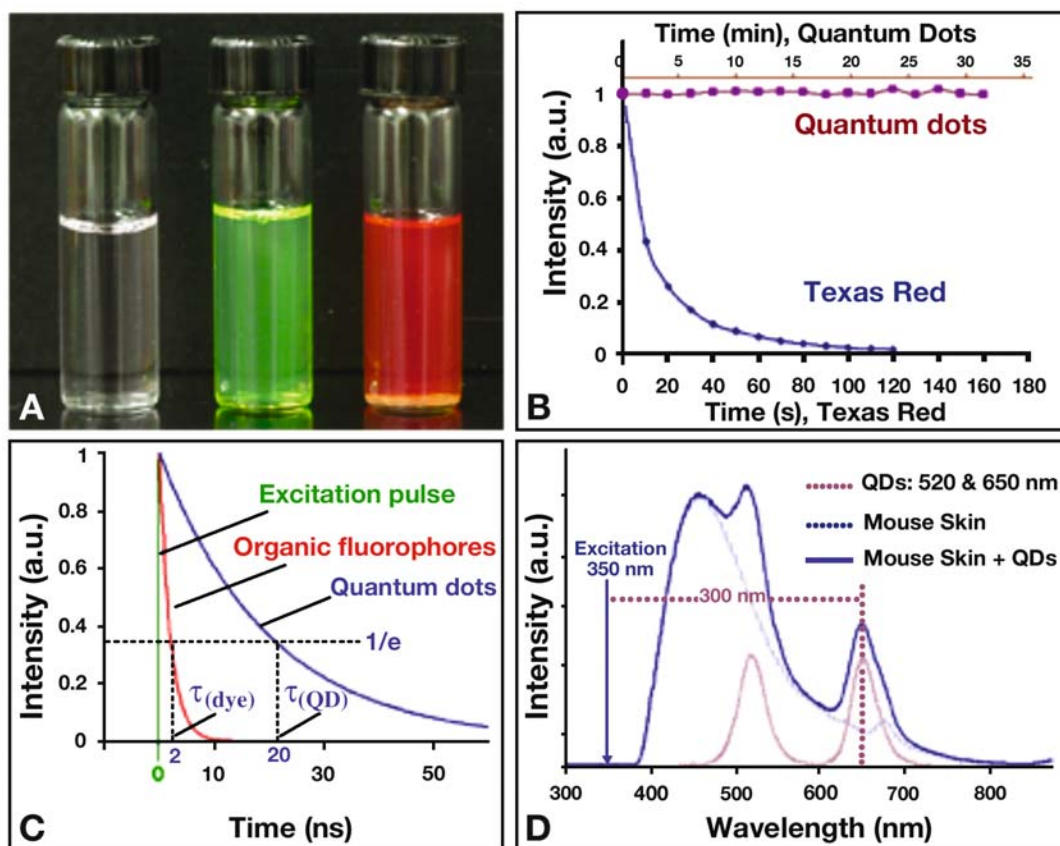 A
Time (min), Quantum Dots
0 5 10 15 20 25 30 35
Intensity (a.u.)
1
0.8
0.6
0.4
0.2
0
Quantum dots
Texas Red
0 20 40 60 80 100 120 140 160 180
Time (s), Texas Red
B
Intensity (a.u.)
1
0.8
0.6
0.4
0.2
0
Excitation pulse
Organic fluorophores
Quantum dots
1/e
τ(dye)
τ(QD)
2 20
0 10 30 50
Time (ns)
C
Intensity (a.u.)
QDs: 520 & 650 nm
Mouse Skin
Mouse Skin + QDs
Excitation
350 nm
300 nm
300 400 500 600 700 800
Wavelength (nm)
D